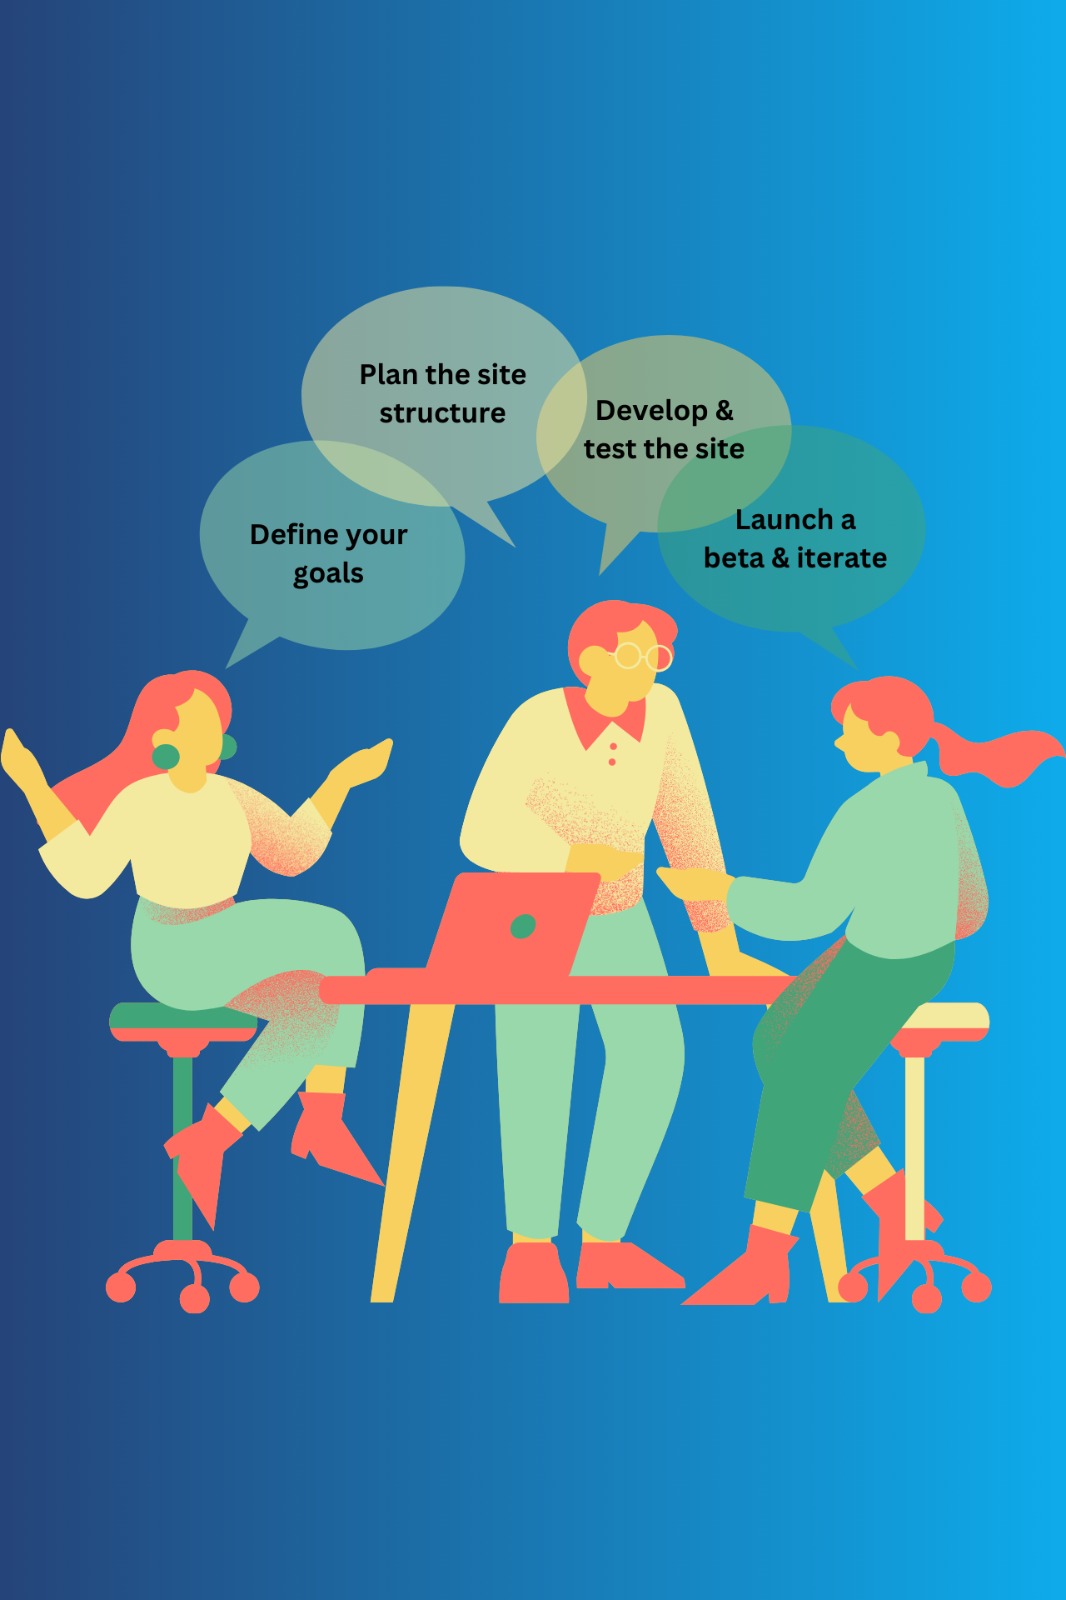 Define your
goals
Plan the site
structure
Develop &
test the site
Launch a
beta & iterate